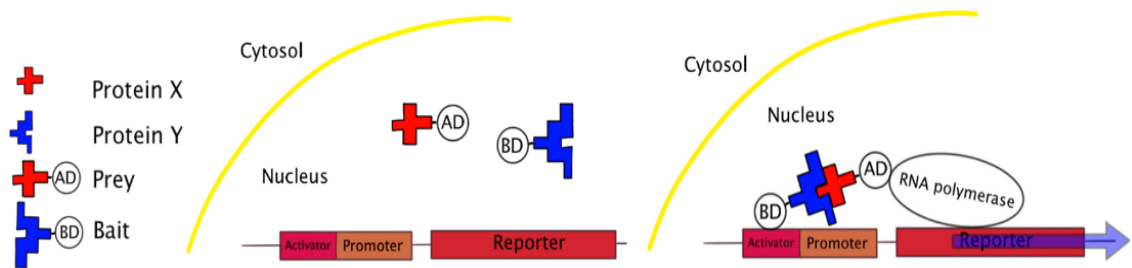 Protein X
Protein Y
AD
Prey
BD
Bait
Cytosol
AD
BD
Nucleus
Activator
Promoter
Reporter
Cytosol
Nucleus
AD
RNA polymerase
BD
Activator
Promoter
Reporter